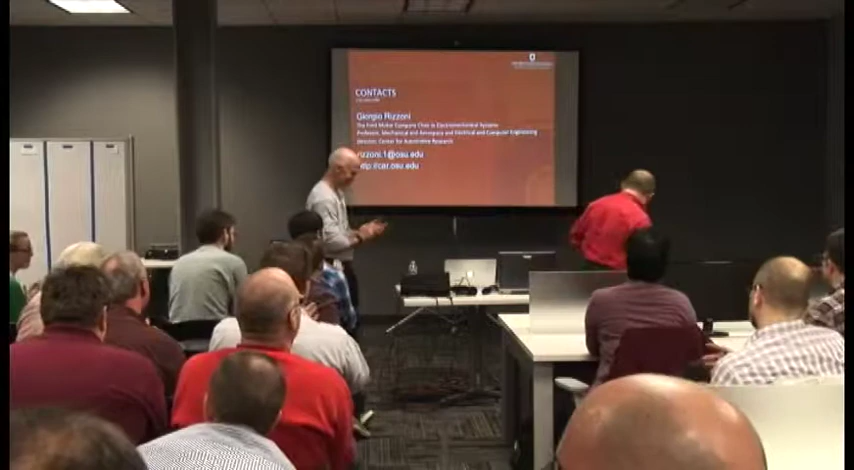 CONTACTS
Giorgio Rizzoni
The Ford Motor Company Chair in Electromechanical Systems
Professor, Mechanical and Aerospace and Electrical and Computer Engineering
Director, Center for Automotive Research
rizzoni.1@osu.edu
http://car.osu.edu